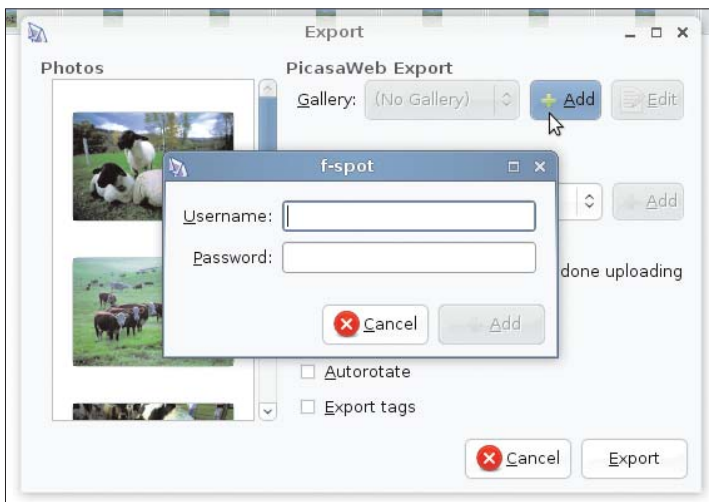 Export
Photos
PicasaWeb Export
Gallery: (No Gallery) Add Edit
f-spot
Username:
Add
Password:
done uploading
Cancel Add
Autorotate
Export tags
Cancel Export